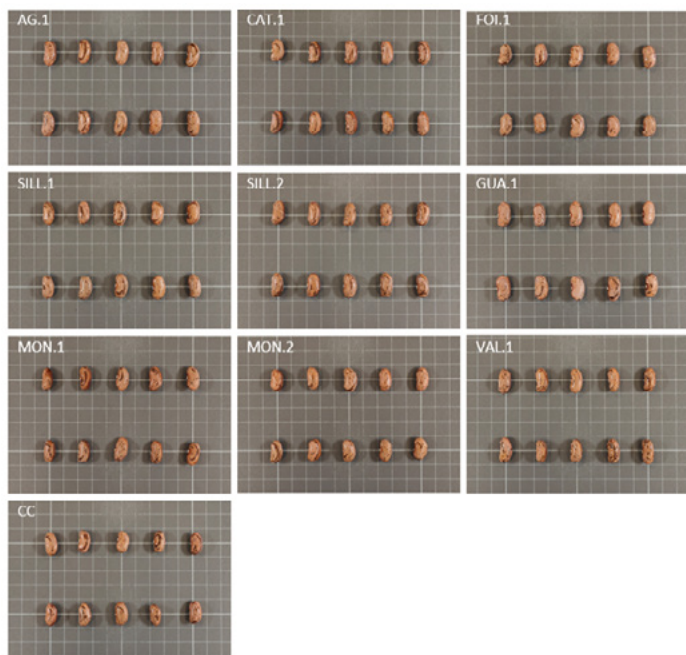 AG.1
CAT.1
FOI.1
SILL.1
SILL.2
GUA.1
MON.1
MON.2
VAL.1
CC